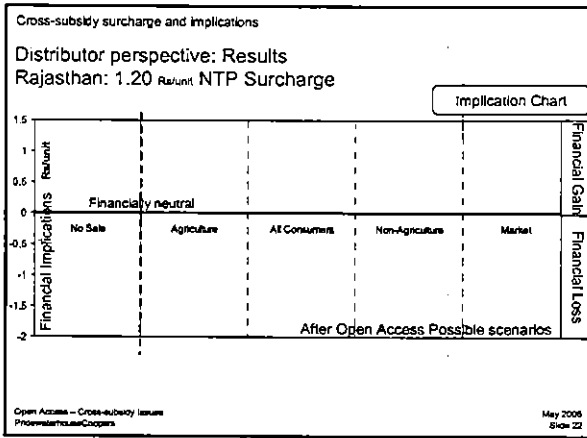 Cross-subsidy surcharge and implications
Distributor perspective: Results
Rajasthan: 1.20 Rs/unit NTP Surcharge
Implication Chart
1.5
1
0.5
0
-0.5
-1
-1.5
-2
Rs/unit
Financial Implications
Financially neutral
No Sale
Agriculture
All Consumers
Non-Agriculture
Market
Financial Gain
Financial Loss
After Open Access Possible scenarios
Open Access – Cross-subsidy Issues
PricewaterhouseCoopers
May 2006
Slide 22